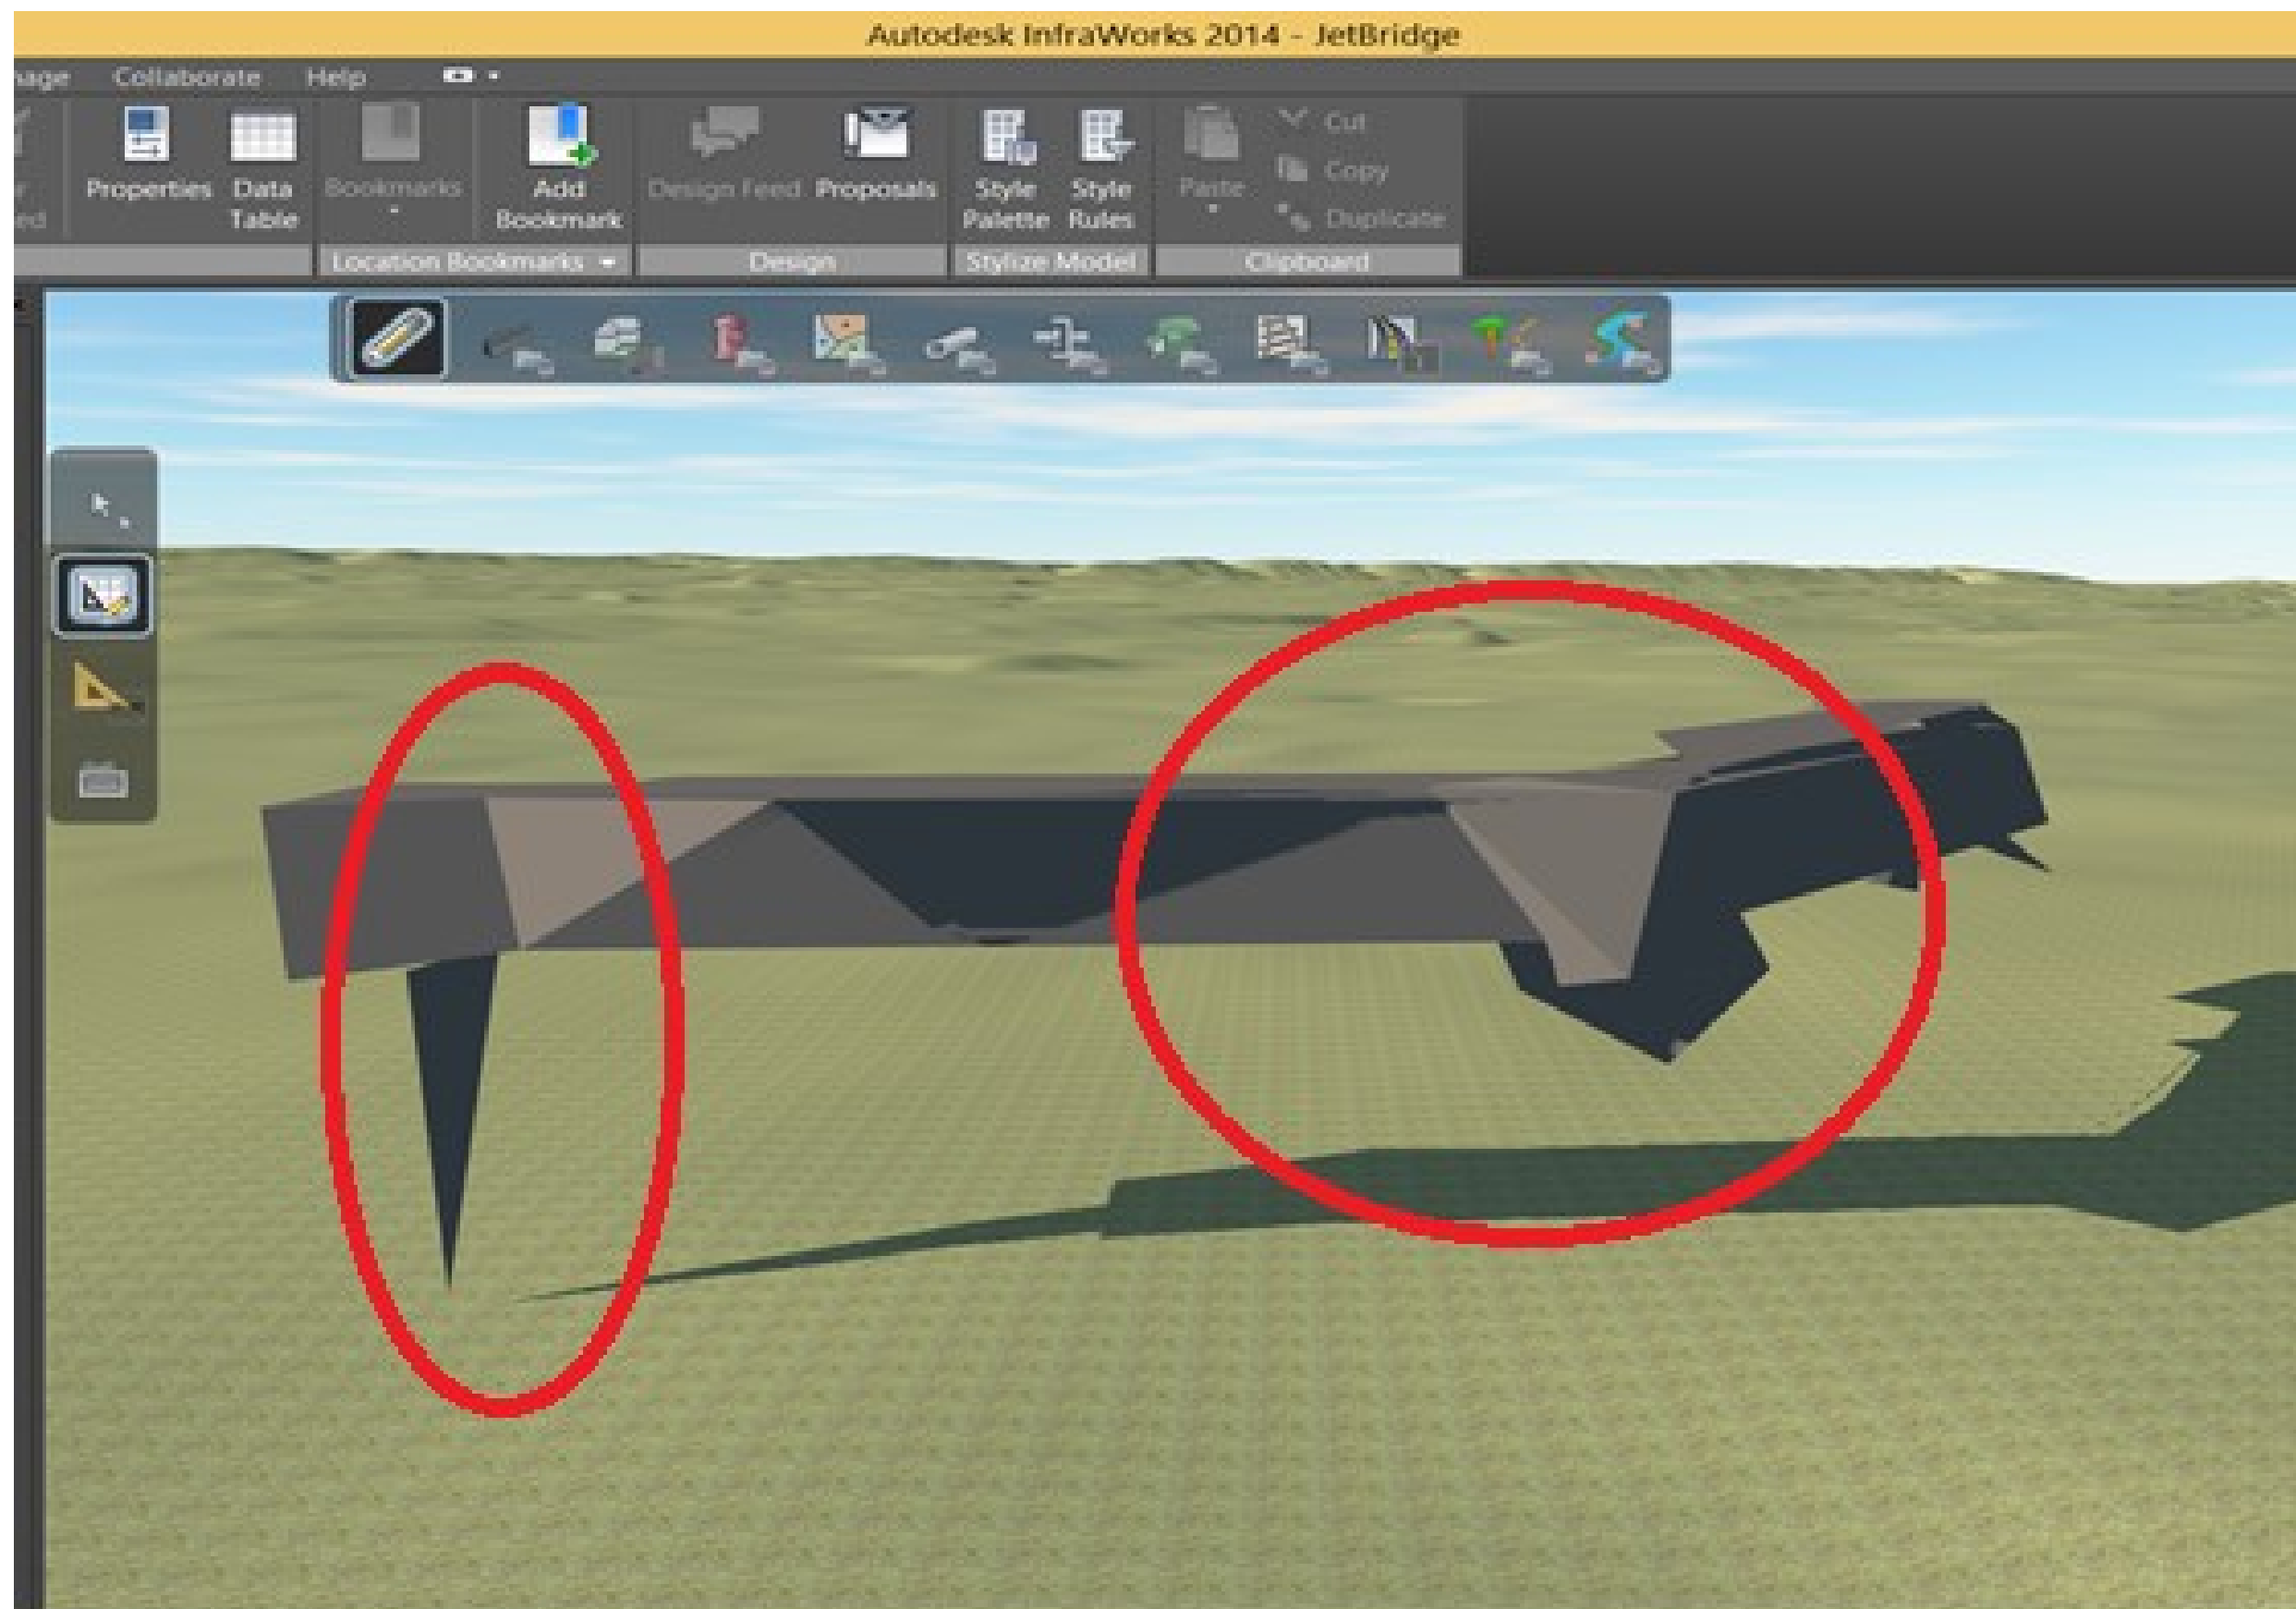 Autodesk InfraWorks 2014 - JetBridge
Collaborate Help
Properties
Data
Table
Bookmarks
Add
Bookmark
Design Feed
Proposals
Style
Palette
Style
Rules
Paste
Cut
Copy
Duplicate
Location Bookmarks
Design
Stylize Model
Clipboard